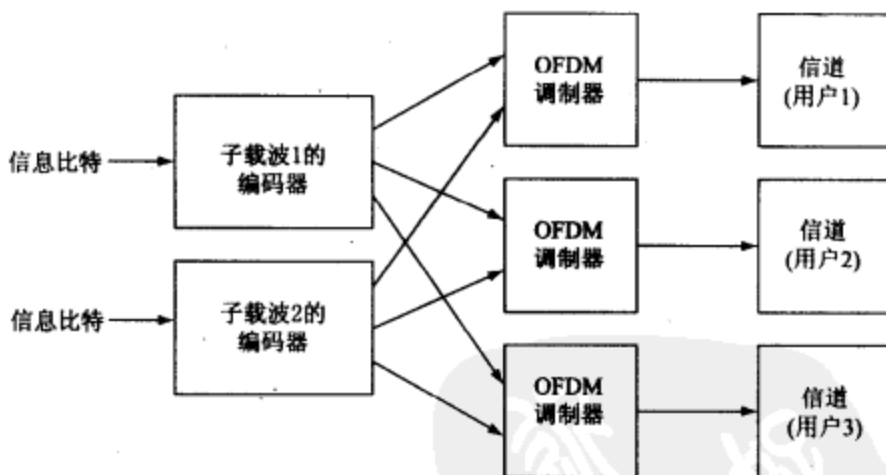 OFDM
调制器
信道
(用户1)
信息比特
子载波1的
编码器
OFDM
调制器
信道
(用户2)
信息比特
子载波2的
编码器
OFDM
调制器
信道
(用户3)